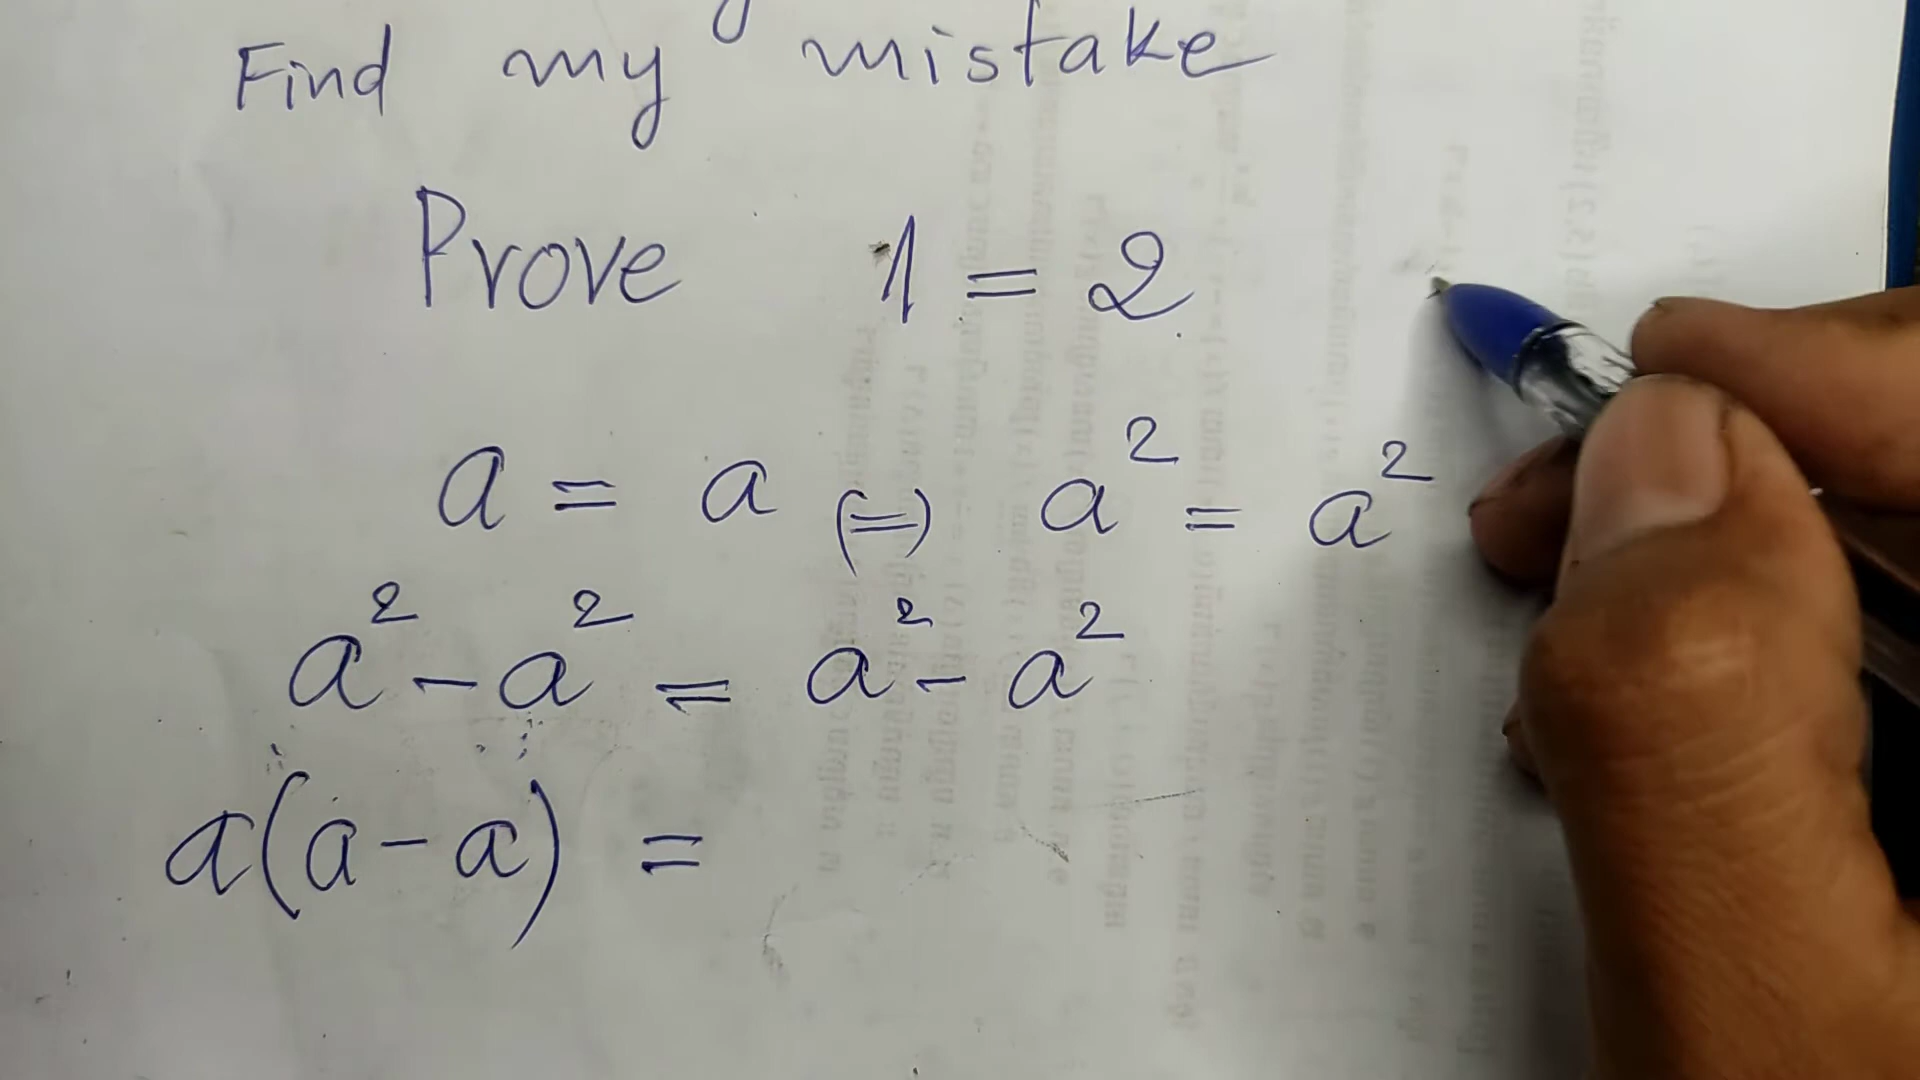 Find my mistake
Prove 1 = 2
a = a (=) a² = a²
a² - a² = a² - a²
a(a - a) =